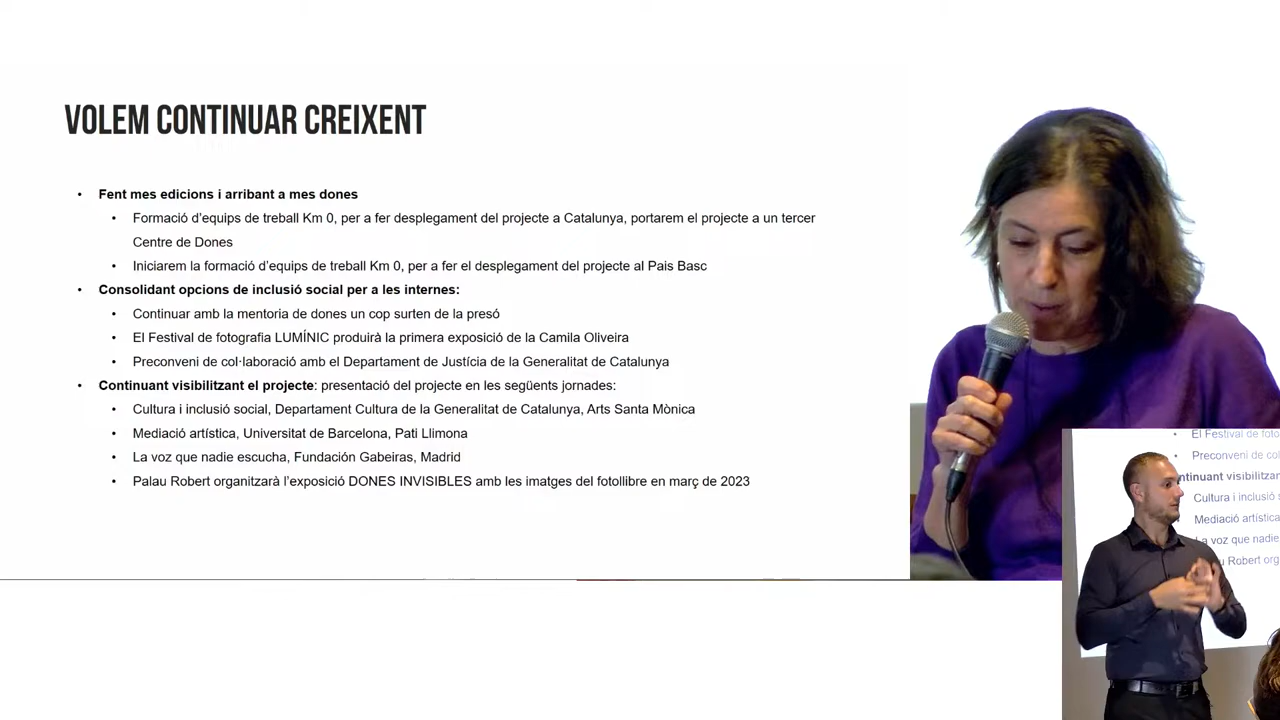 VOLEM CONTINUAR CREIXENT
• Fent mes edicions i arribant a mes dones
• Formació d'equips de treball Km 0, per a fer desplegament del projecte a Catalunya, portarem el projecte a un tercer
Centre de Dones
• Iniciarem la formació d'equips de treball Km 0, per a fer el desplegament del projecte al Pais Basc
• Consolidant opcions de inclusió social per a les internes:
• Continuar amb la mentoria de dones un cop surten de la presó
• El Festival de fotografia LUMÍNIC produirà la primera exposició de la Camila Oliveira
• Preconveni de col·laboració amb el Departament de Justícia de la Generalitat de Catalunya
• Continuant visibilitzant el projecte: presentació del projecte en les següents jornades:
• Cultura i inclusió social, Departament Cultura de la Generalitat de Catalunya, Arts Santa Mònica
• Mediació artística, Universitat de Barcelona, Pati Llimona
• La voz que nadie escucha, Fundación Gabeiras, Madrid
• Palau Robert organitzarà l'exposició DONES INVISIBLES amb les imatges del fotollibre en març de 2023
El Festival de foto
• Preconveni de col
ntinuant visibilitzan
Cultura i inclusió s
Mediació artística
La voz que nadie
u Robert org